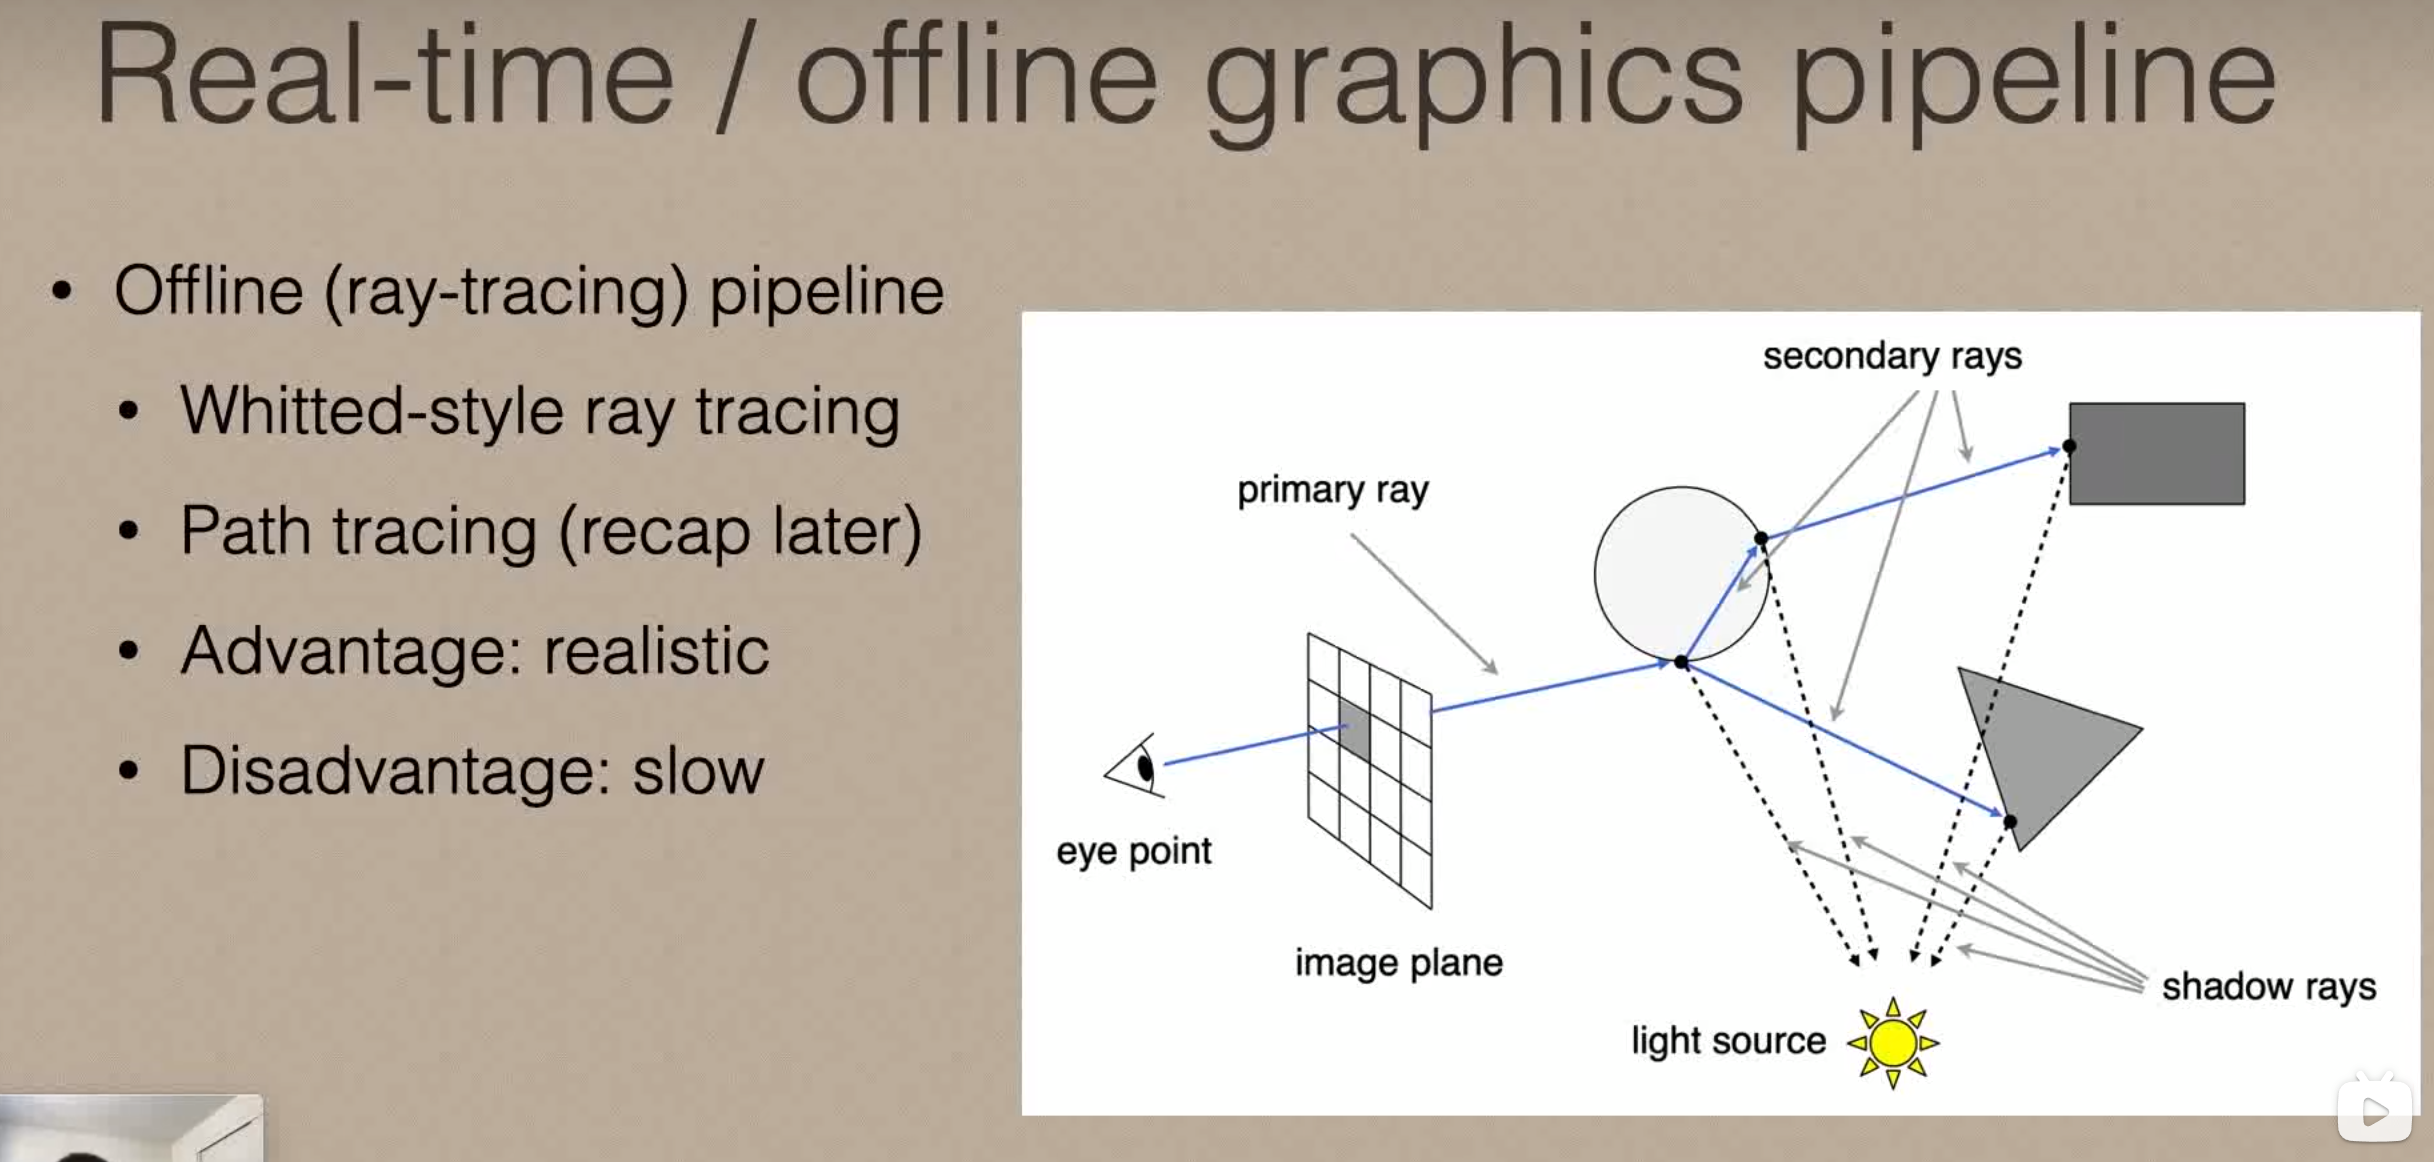 Real-time / offline graphics pipeline
• Offline (ray-tracing) pipeline
• Whitted-style ray tracing
• Path tracing (recap later)
• Advantage: realistic
• Disadvantage: slow
secondary rays
primary ray
eye point
image plane
shadow rays
light source